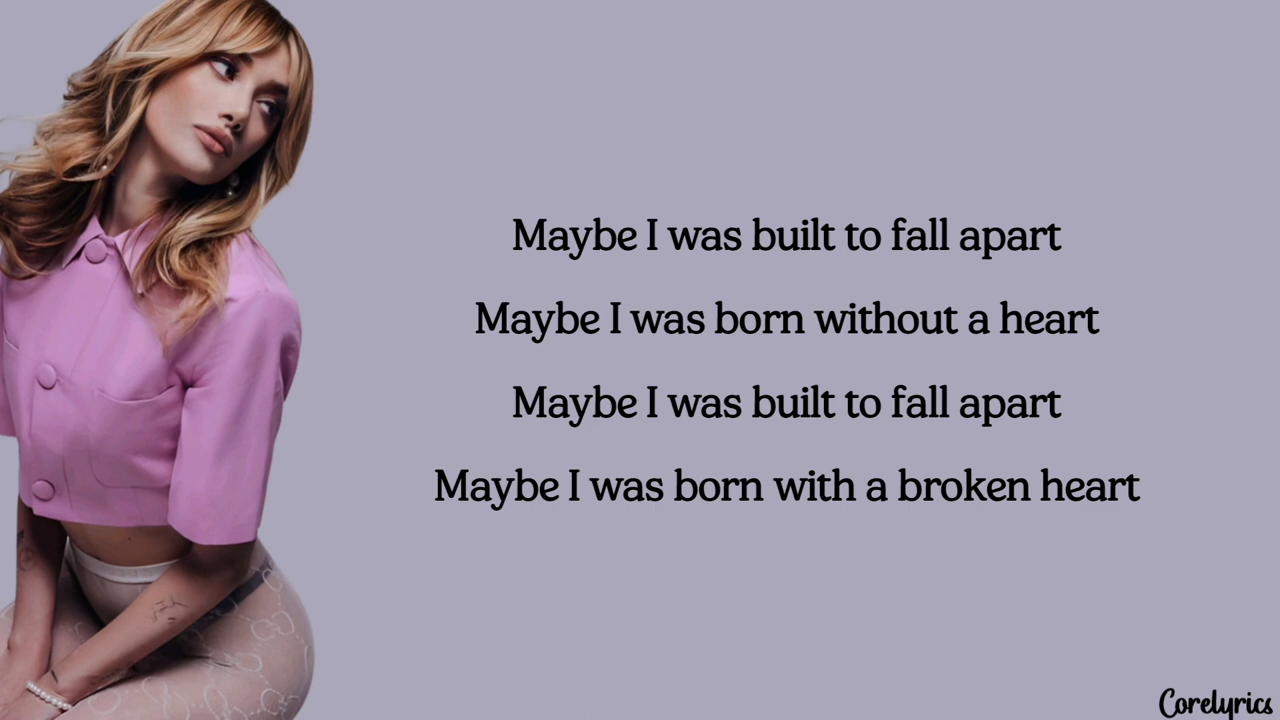 Maybe I was built to fall apart
Maybe I was born without a heart
Maybe I was built to fall apart
Maybe I was born with a broken heart
Corelyrics